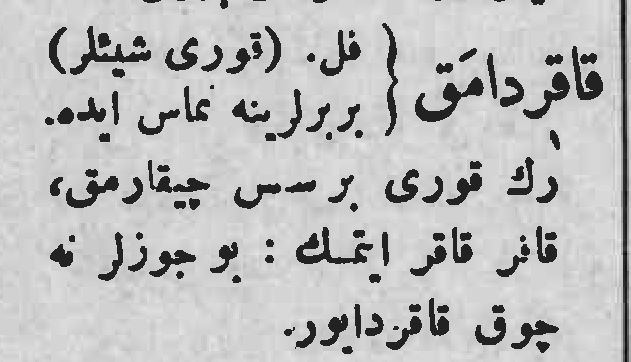 قاقردامَق { فل. (قوری شیئلر)
بربرلرینه تماس ایده.
رك قوری بر سس چیقارمق،
قاقر قاقر ایتمك : بو جوزلر نه
چوق قاقردایور.